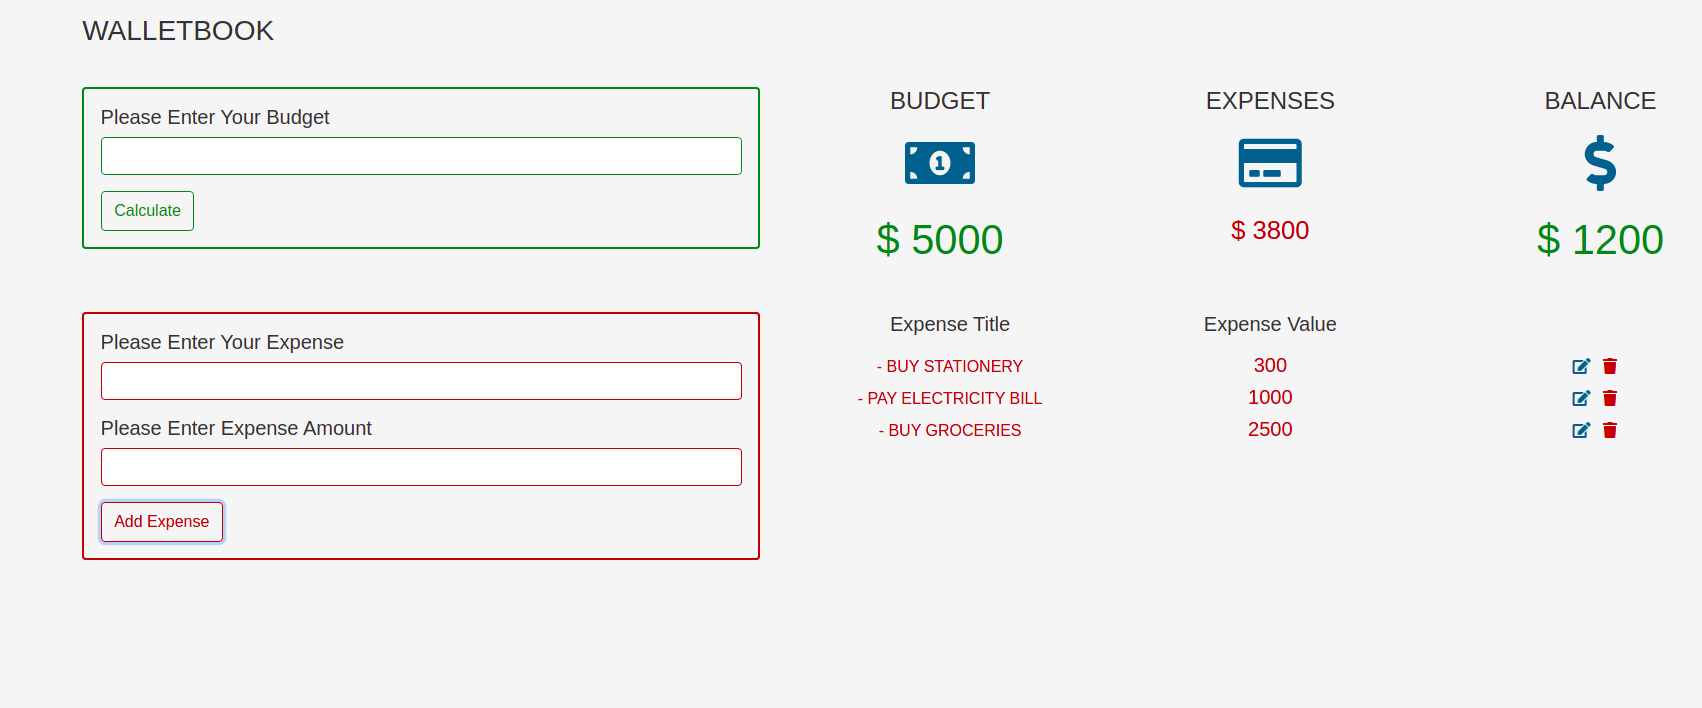 WALLETBOOK
Please Enter Your Budget
Calculate
BUDGET EXPENSES BALANCE
1
$ 5000 $ 3800 $ 1200
Please Enter Your Expense
Please Enter Expense Amount
Add Expense
Expense Title Expense Value
- BUY STATIONERY 300
- PAY ELECTRICITY BILL 1000
- BUY GROCERIES 2500